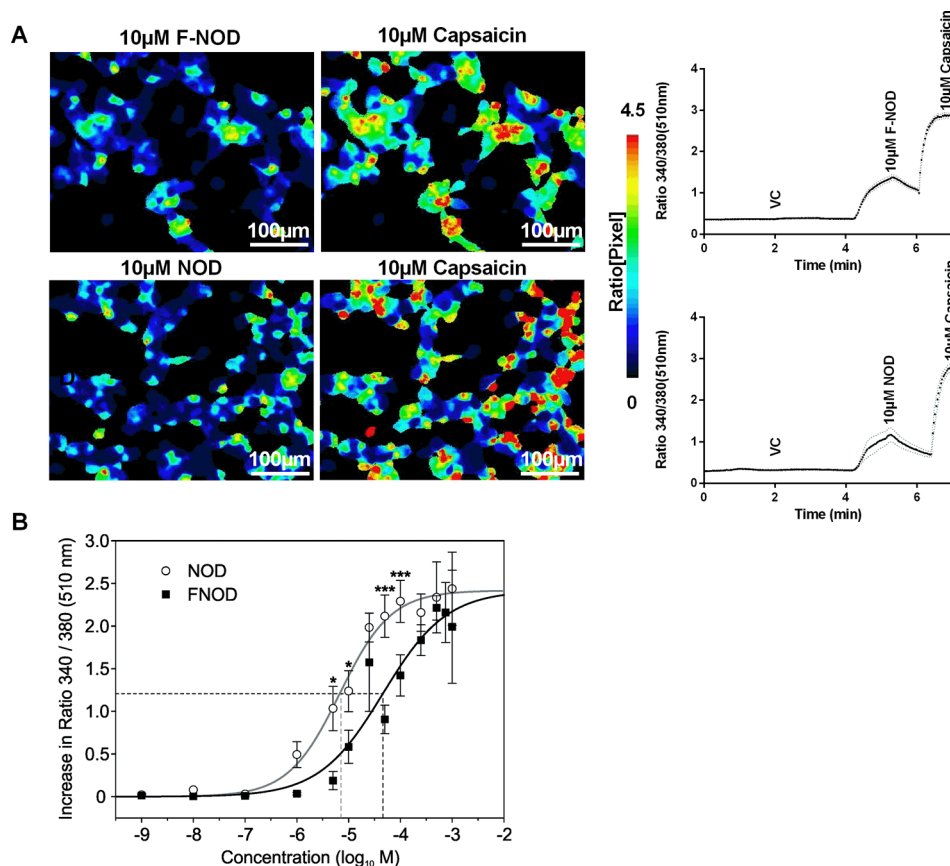 A
10µM F-NOD
10µM Capsaicin
100µm
100µm
10µM NOD
10µM Capsaicin
100µm
100µm
4.5
Ratio[Pixel]
0
Ratio 340/380(510nm)
4
3
2
1
0
VC
10µM F-NOD
10µM Capsaicin
0 2 4 6
Time (min)
Ratio 340/380(510nm)
4
3
2
1
0
VC
10µM NOD
10µM Capsaicin
0 2 4 6
Time (min)
B
Increase in Ratio 340 / 380 (510 nm)
3.0
2.5
2.0
1.5
1.0
0.5
0
NOD
FNOD
* * *** ***
-9 -8 -7 -6 -5 -4 -3 -2
Concentration (log₁₀ M)